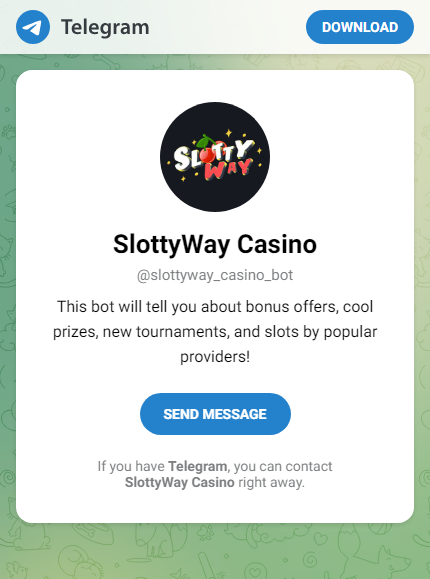 Telegram
DOWNLOAD
SLOTTY
WAY
SlottyWay Casino
@slottyway_casino_bot
This bot will tell you about bonus offers, cool
prizes, new tournaments, and slots by popular
providers!
SEND MESSAGE
If you have Telegram, you can contact
SlottyWay Casino right away.